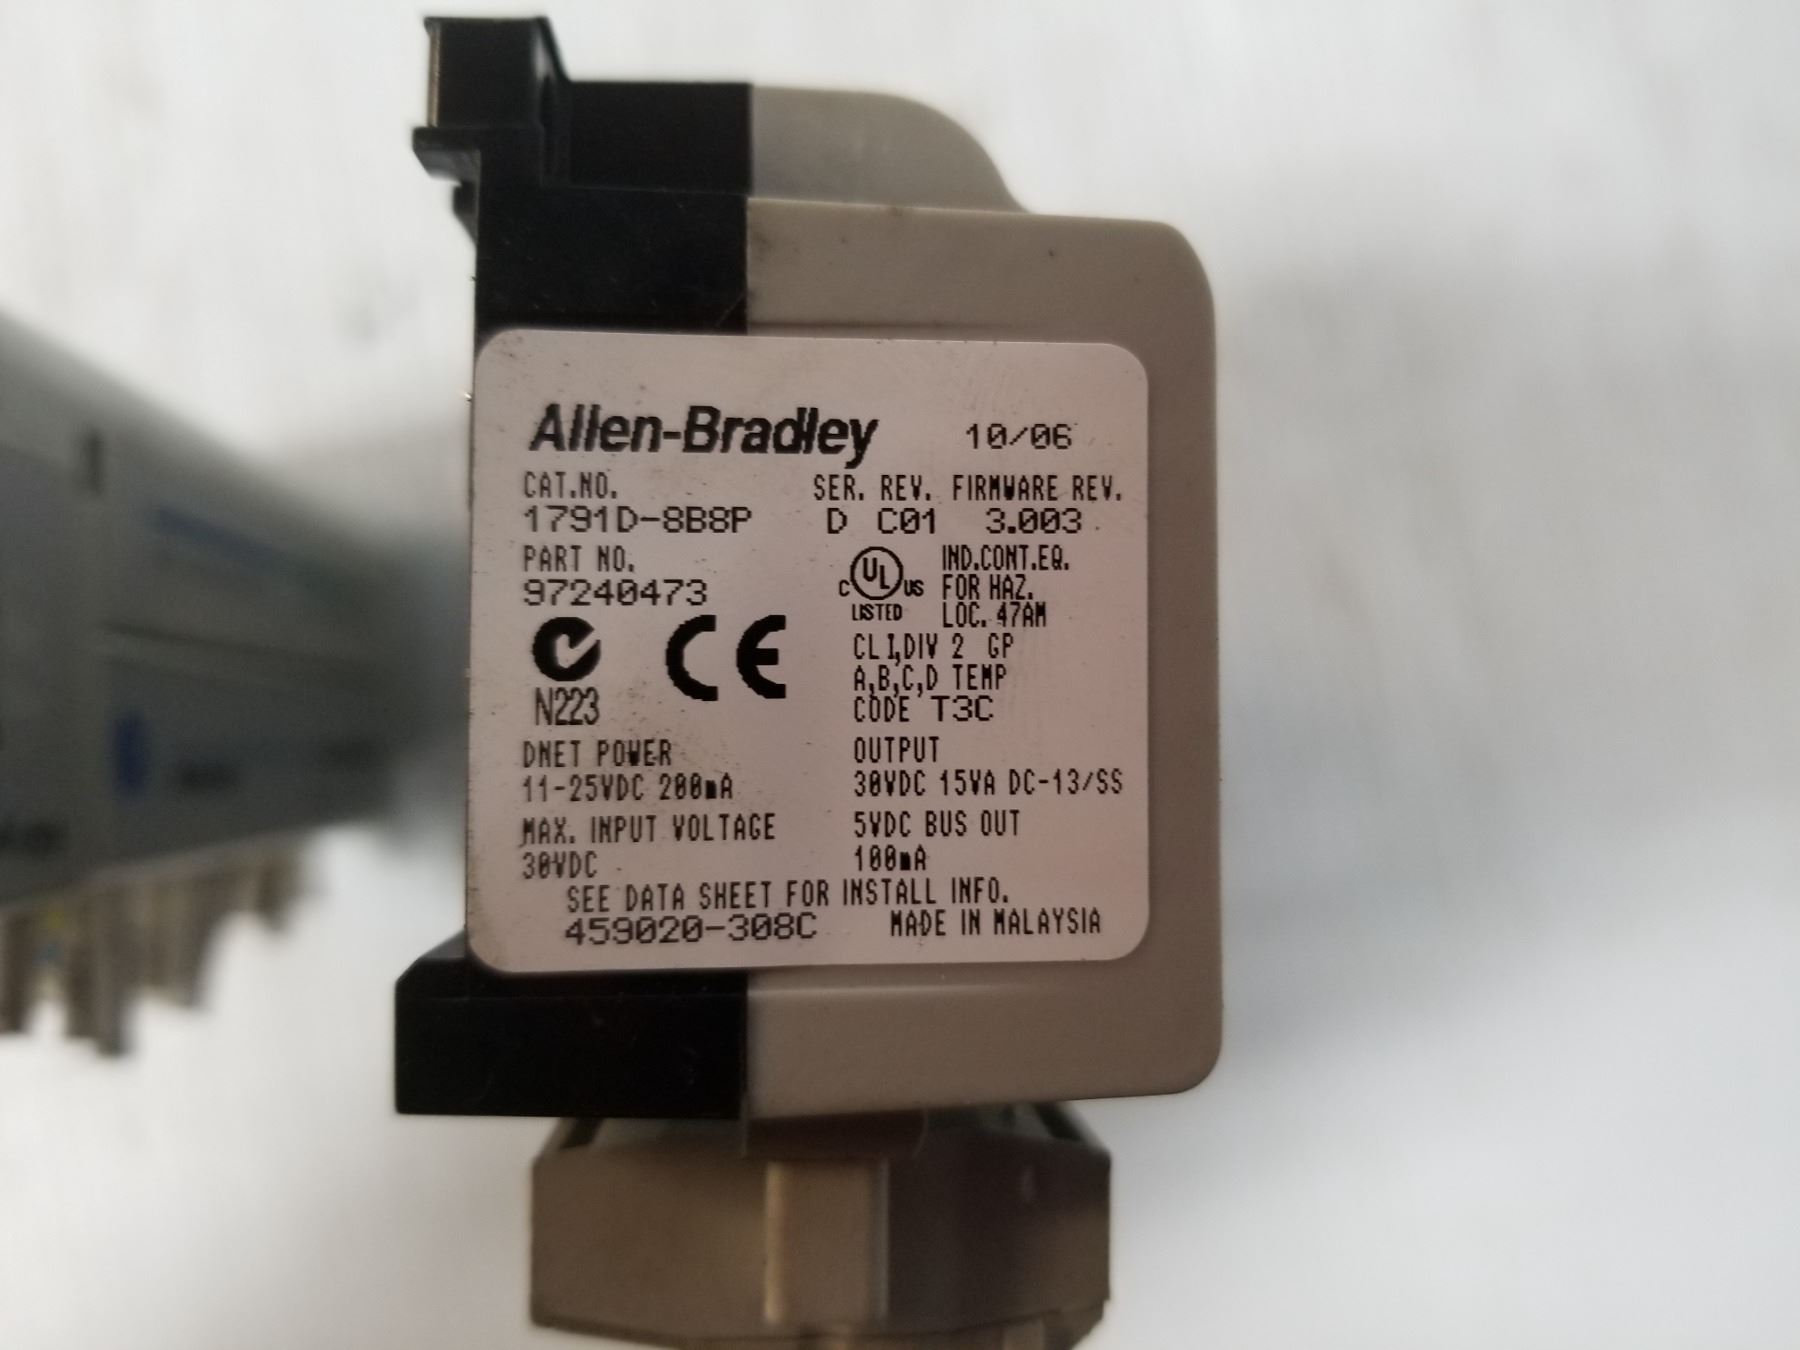 Allen-Bradley 10/06
CAT.NO. SER. REV. FIRMWARE REV.
1791D-8B8P D C01 3.003
PART NO.
97240473
C UL US LISTED
IND.CONT.EQ.
FOR HAZ.
LOC. 47AM
CL I,DIV 2 GP
A,B,C,D TEMP
CODE T3C
N223
CE
DNET POWER
11-25VDC 200mA
OUTPUT
30VDC 15VA DC-13/SS
MAX. INPUT VOLTAGE
30VDC
5VDC BUS OUT
100mA
SEE DATA SHEET FOR INSTALL INFO.
459020-308C MADE IN MALAYSIA